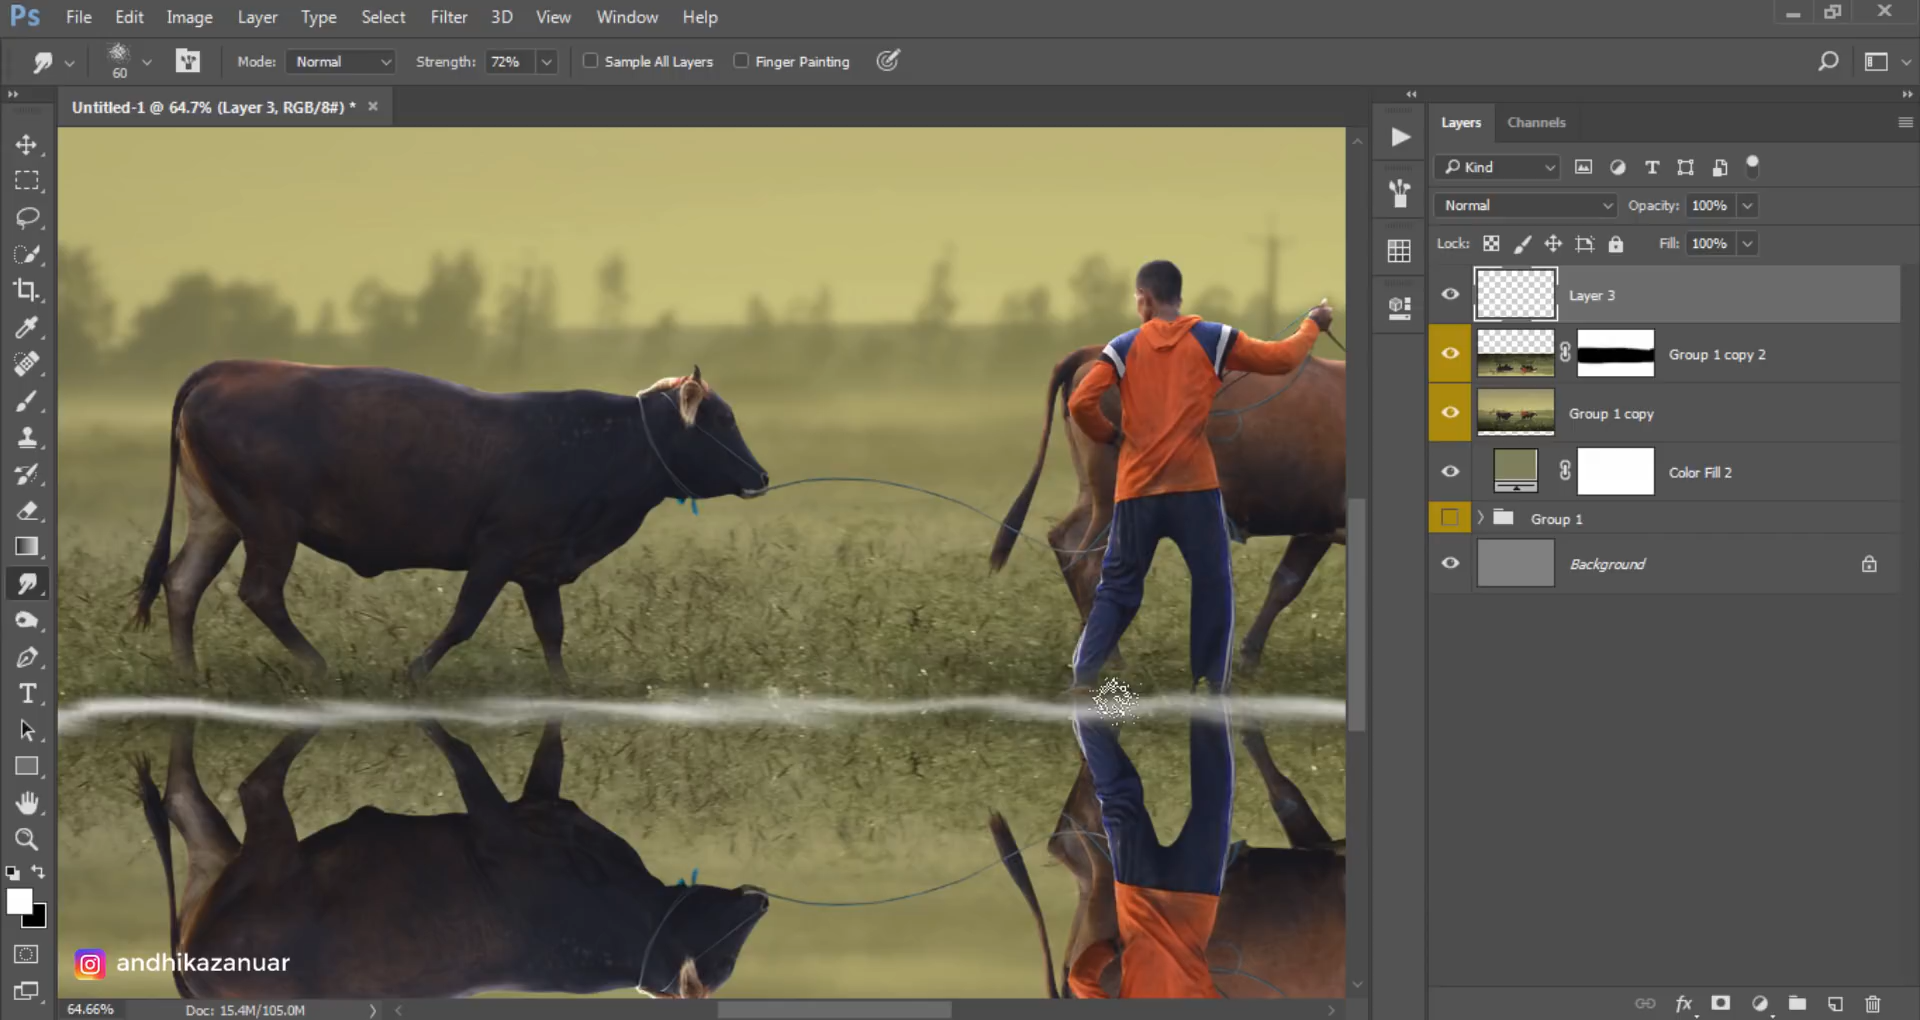 Ps File Edit Image Layer Type Select Filter 3D View Window Help
60 Mode: Normal Strength: 72% Sample All Layers Finger Painting
Untitled-1 @ 64.7% (Layer 3, RGB/8#) *
Layers Channels
Kind
Normal Opacity: 100%
Lock: Fill: 100%
Layer 3
Group 1 copy 2
Group 1 copy
Color Fill 2
Group 1
Background
andhikazanuar
64.66% Doc: 15.4M/105.0M